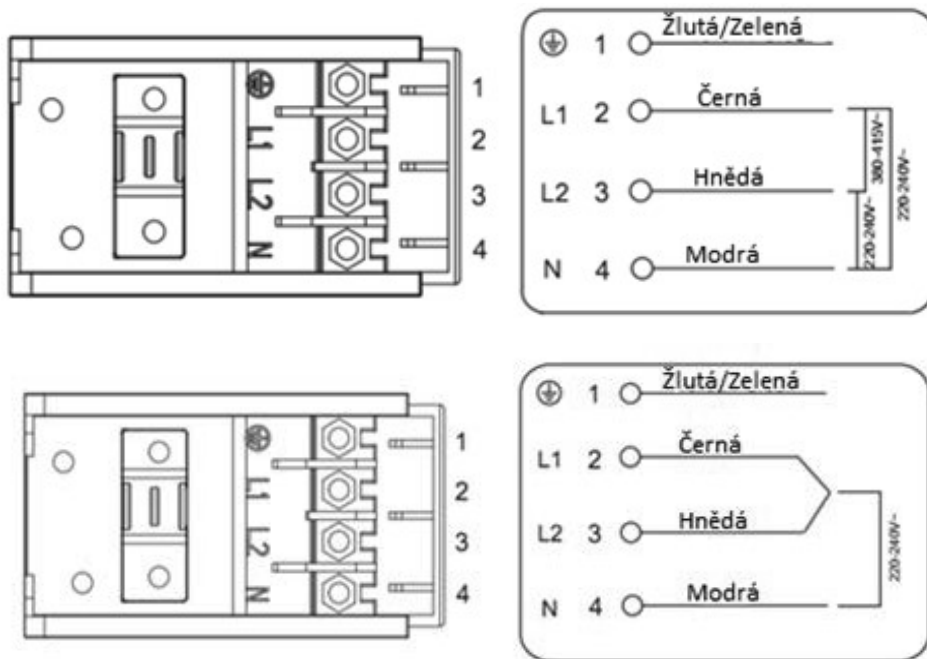 L1
L2
N
1
2
3
4
1 Žlutá/Zelená
L1 2 Černá
L2 3 Hnědá
N 4 Modrá
380-415V~
220-240V~
220-240V~
L1
L2
N
1
2
3
4
1 Žlutá/Zelená
L1 2 Černá
L2 3 Hnědá
N 4 Modrá
220-240V~